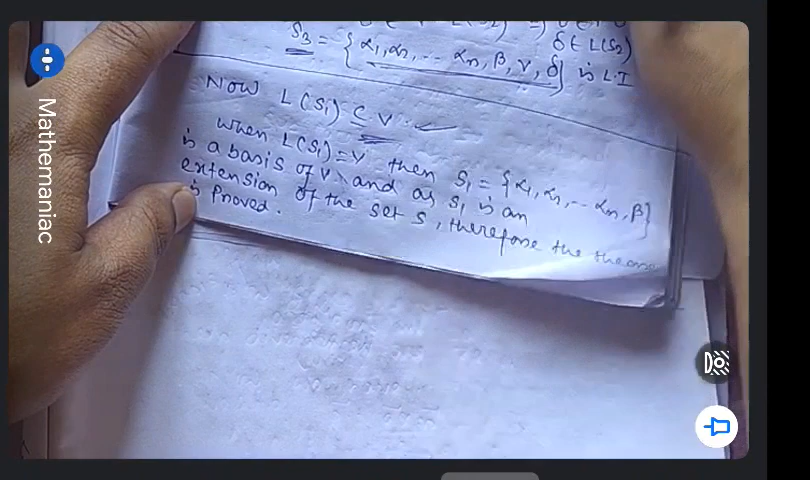 S3 = { α1, α2, ... αn, β, γ, δ} is L.I
δ ∈ L(S2)
Now L(S1) ⊆ V.
When L(S1) = V then S1 = {α1, α2, ... αn, β}
is a basis of V and as S1 is an
extension of the set S, therefore the
is Proved.
Mathemaniac